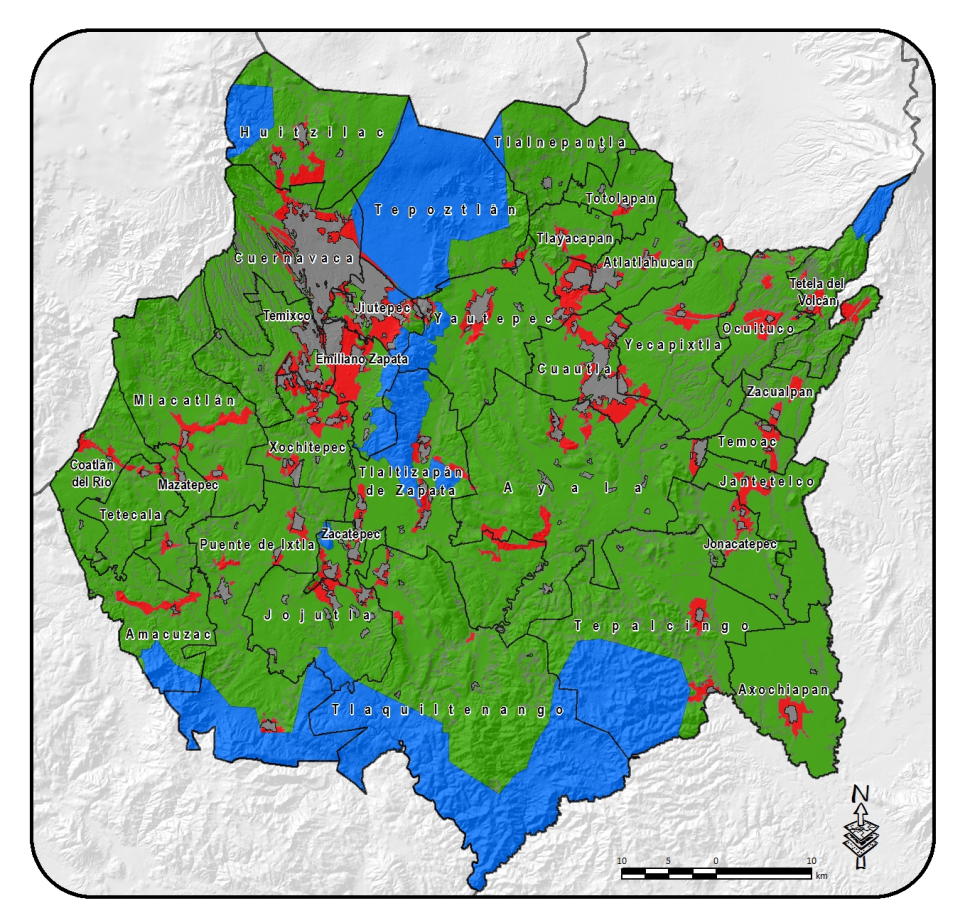 Huitzilac
Tlalnepantla
Totolapan
Tepoztlán
Tlayacapan
Cuernavaca
Atlatlahucan
Tetela del
Volcán
Jiutepec
Temixco
Yautepec
Ocuituco
Yecapixtla
Emiliano Zapata
Cuautla
Zacualpan
Miacatlán
Temoac
Xochitepec
Coatlán
del Río
Mazatepec
Tlaltizapán
de Zapata
Ayala
Jantetelco
Tetecala
Zacatepec
Puente de Ixtla
Jonacatepec
Jojutla
Tepalcingo
Amacuzac
Axochiapan
Tlaquiltenango
N
10 5 0 10
km